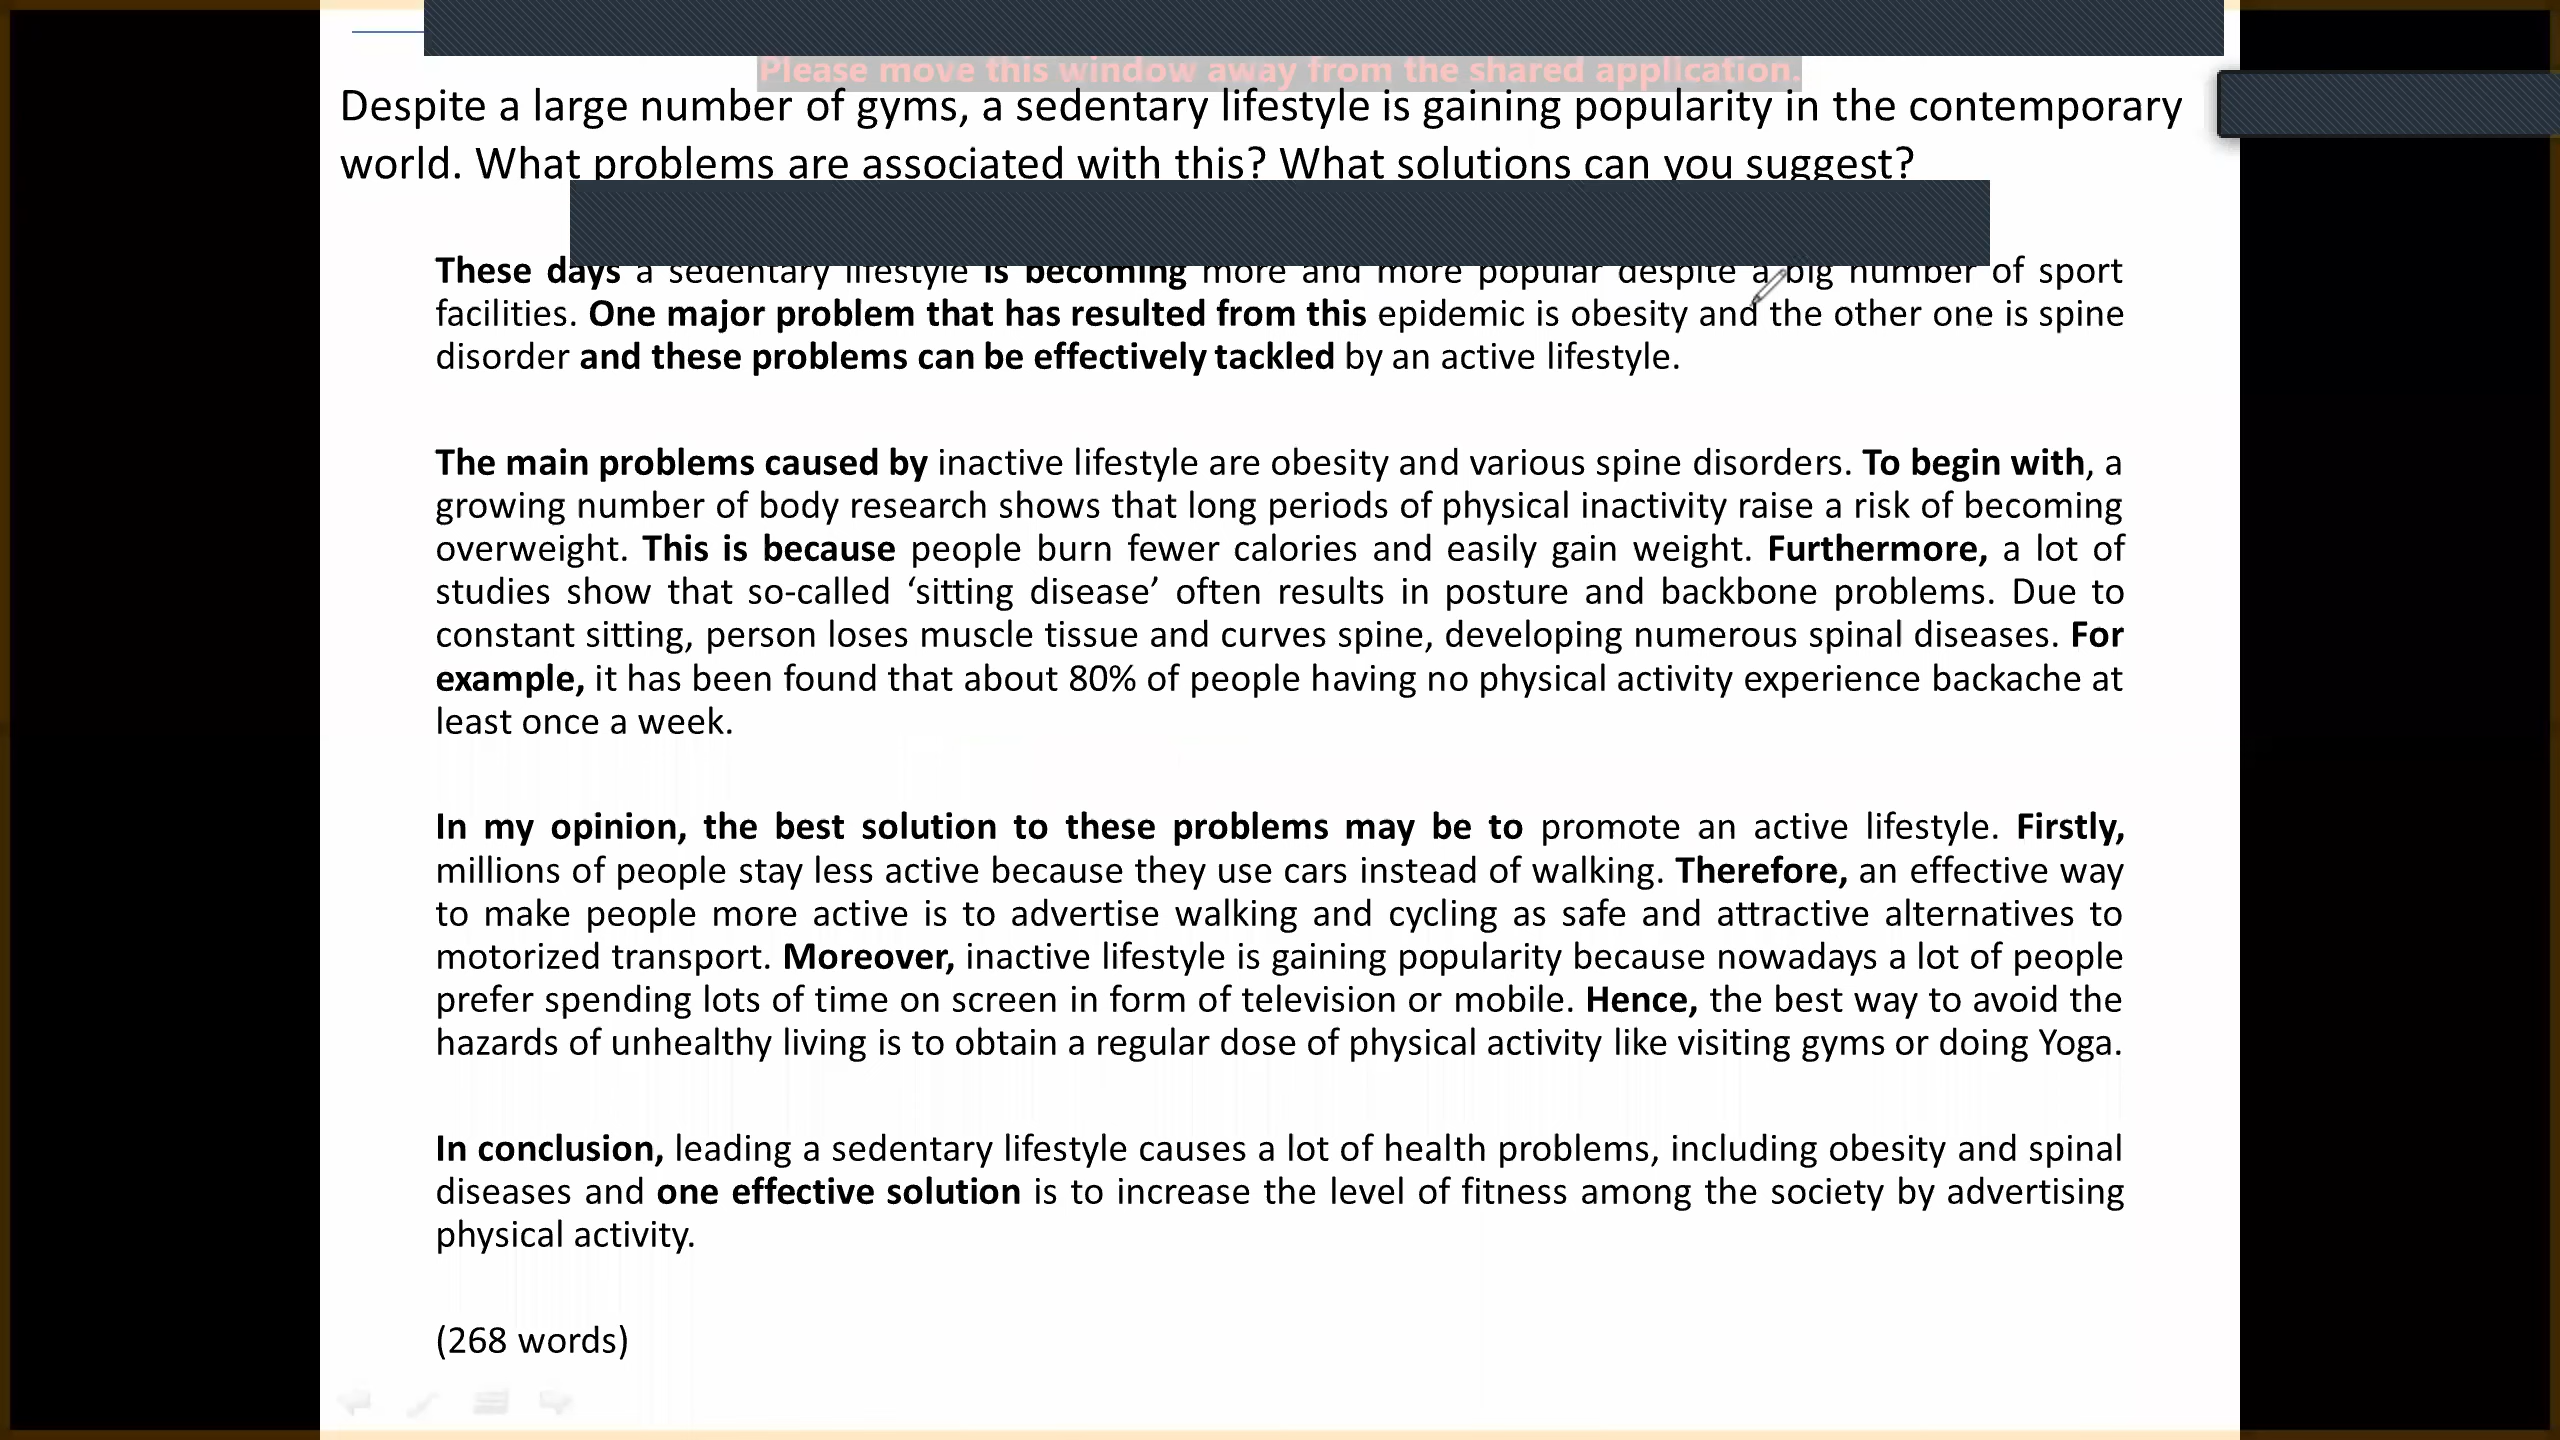 Please move this window away from the shared application.
Despite a large number of gyms, a sedentary lifestyle is gaining popularity in the contemporary
world. What problems are associated with this? What solutions can you suggest?
These days a sedentary lifestyle is becoming more and more popular despite a big number of sport
facilities. One major problem that has resulted from this epidemic is obesity and the other one is spine
disorder and these problems can be effectively tackled by an active lifestyle.
The main problems caused by inactive lifestyle are obesity and various spine disorders. To begin with, a
growing number of body research shows that long periods of physical inactivity raise a risk of becoming
overweight. This is because people burn fewer calories and easily gain weight. Furthermore, a lot of
studies show that so-called ‘sitting disease’ often results in posture and backbone problems. Due to
constant sitting, person loses muscle tissue and curves spine, developing numerous spinal diseases. For
example, it has been found that about 80% of people having no physical activity experience backache at
least once a week.
In my opinion, the best solution to these problems may be to promote an active lifestyle. Firstly,
millions of people stay less active because they use cars instead of walking. Therefore, an effective way
to make people more active is to advertise walking and cycling as safe and attractive alternatives to
motorized transport. Moreover, inactive lifestyle is gaining popularity because nowadays a lot of people
prefer spending lots of time on screen in form of television or mobile. Hence, the best way to avoid the
hazards of unhealthy living is to obtain a regular dose of physical activity like visiting gyms or doing Yoga.
In conclusion, leading a sedentary lifestyle causes a lot of health problems, including obesity and spinal
diseases and one effective solution is to increase the level of fitness among the society by advertising
physical activity.
(268 words)